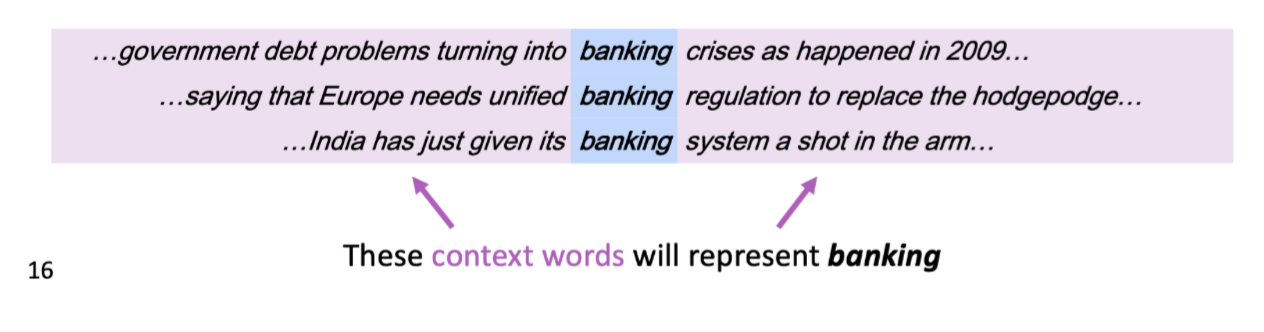 …government debt problems turning into banking crises as happened in 2009…
…saying that Europe needs unified banking regulation to replace the hodgepodge…
…India has just given its banking system a shot in the arm…
These context words will represent banking
16